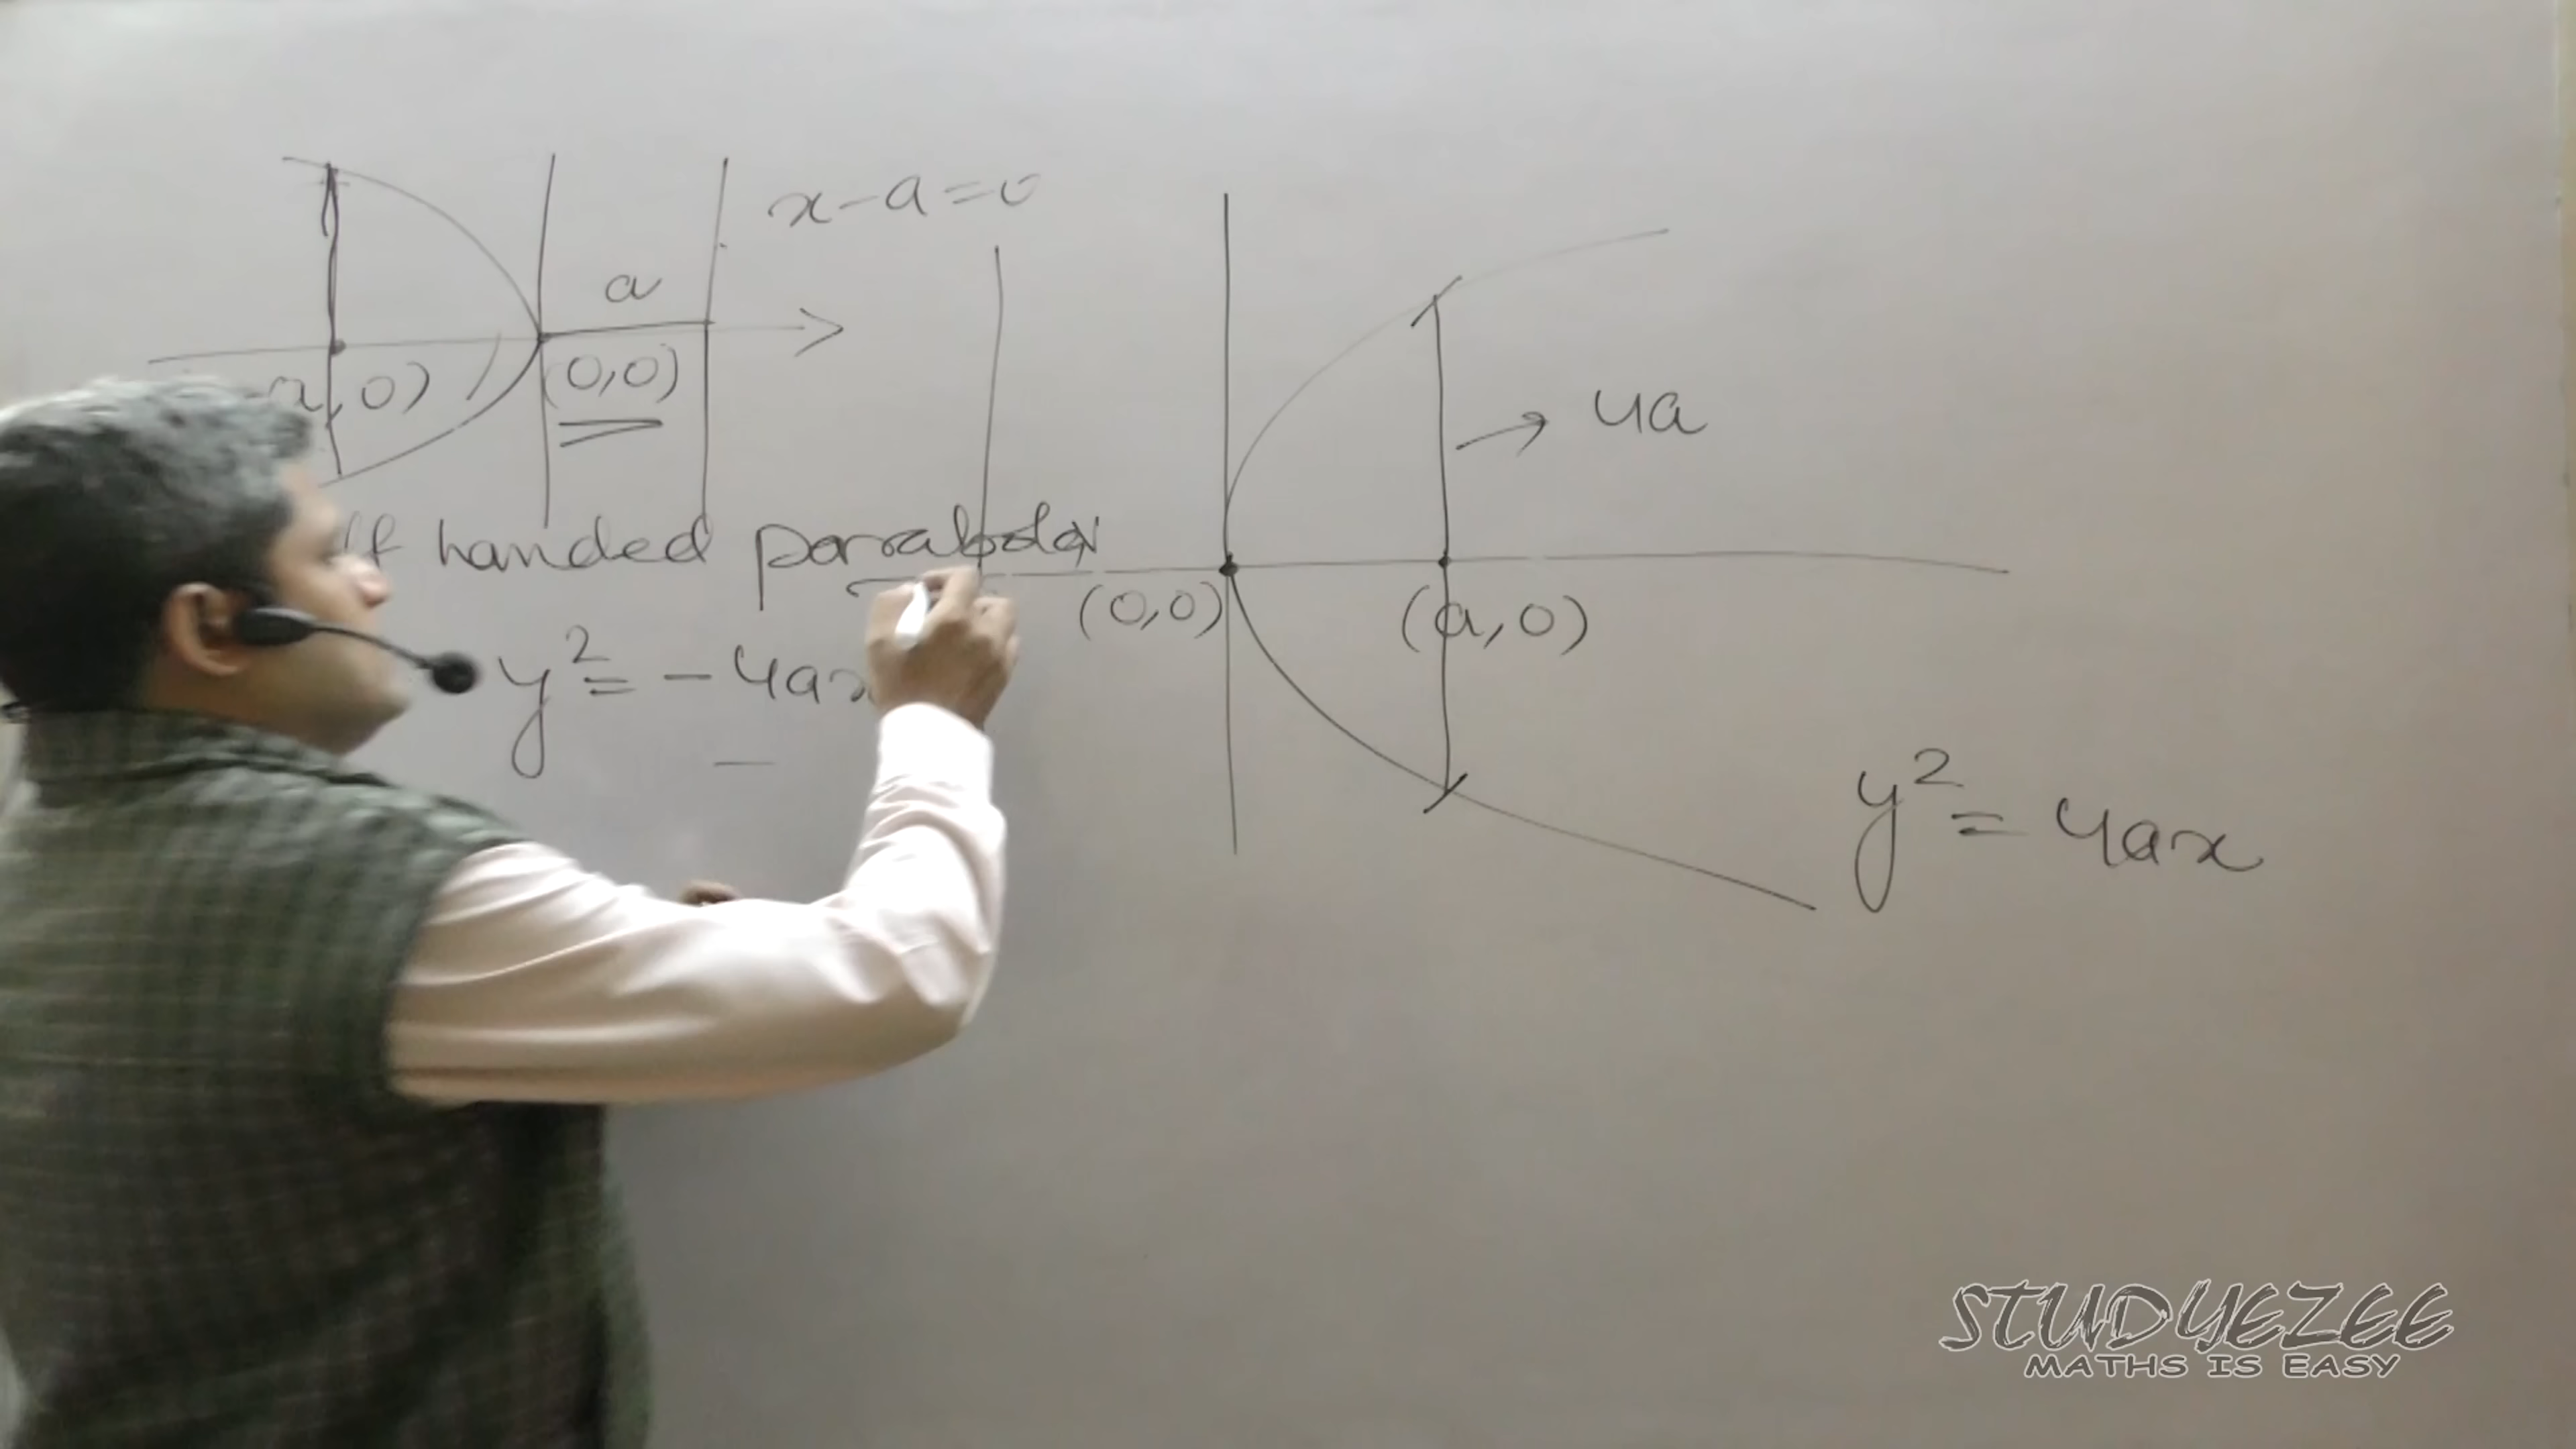 x-a=0
a
a,0)
(0,0)
handed parabola
y²= -4ax
4a
(0,0)
(a,0)
y²= 4ax
STUDYEZEE
MATHS IS EASY